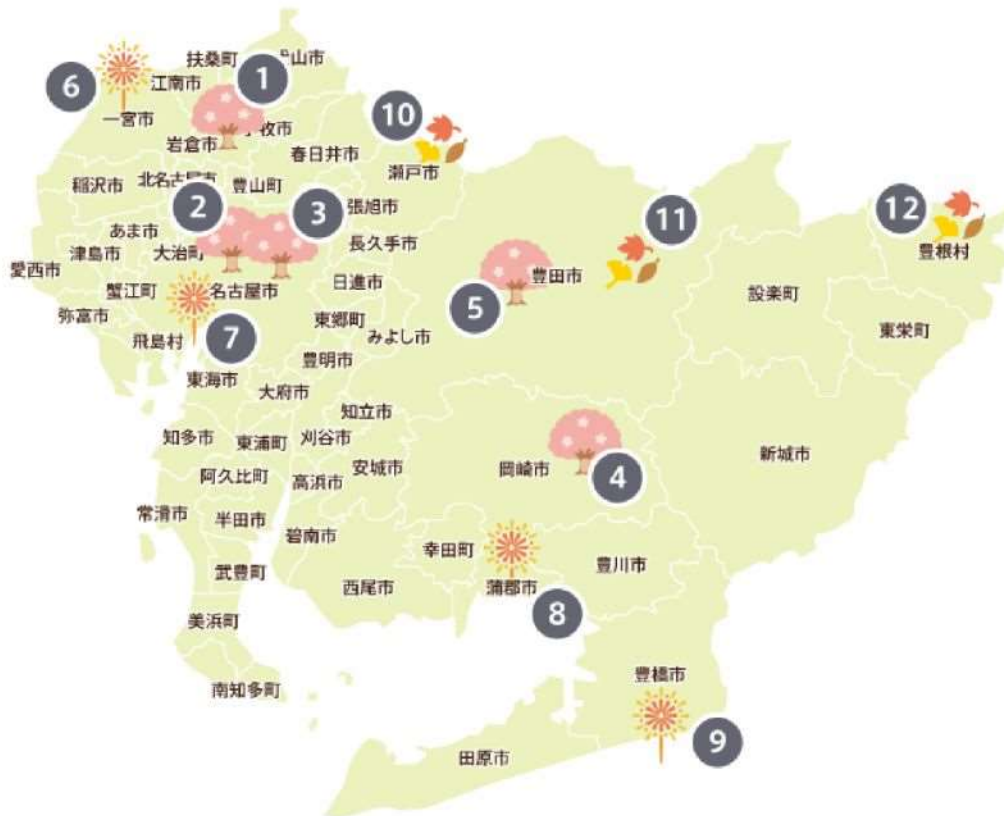 扶桑町
山市
1
6
江南市
一宮市
10
牧市
岩倉市
春日井市
瀬戸市
稲沢市
北名古屋市
豊山町
2
3
張旭市
11
12
あま市
津島市
大治町
長久手市
豊根村
愛西市
日進市
豊田市
蟹江町
名古屋市
5
設楽町
弥富市
東郷町
みよし市
東栄町
飛島村
7
豊明市
東海市
大府市
知立市
知多市
東浦町
刈谷市
安城市
岡崎市
4
新城市
阿久比町
高浜市
常滑市
半田市
碧南市
幸田町
豊川市
武豊町
西尾市
蒲郡市
8
美浜町
南知多町
豊橋市
9
田原市